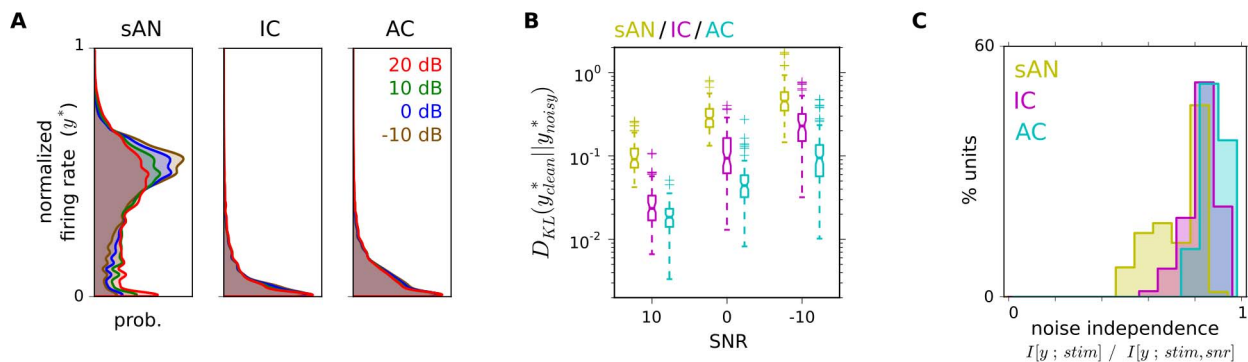 A
sAN
IC
AC
1
0
normalized
firing rate (y*)
prob.
20 dB
10 dB
0 dB
-10 dB
B
sAN/IC/AC
10^0
10^-1
10^-2
D_KL(y*_clean||y*_noisy)
10
0
-10
SNR
C
60
0
% units
sAN
IC
AC
0
1
noise independence
I[y ; stim] / I[y ; stim, snr]